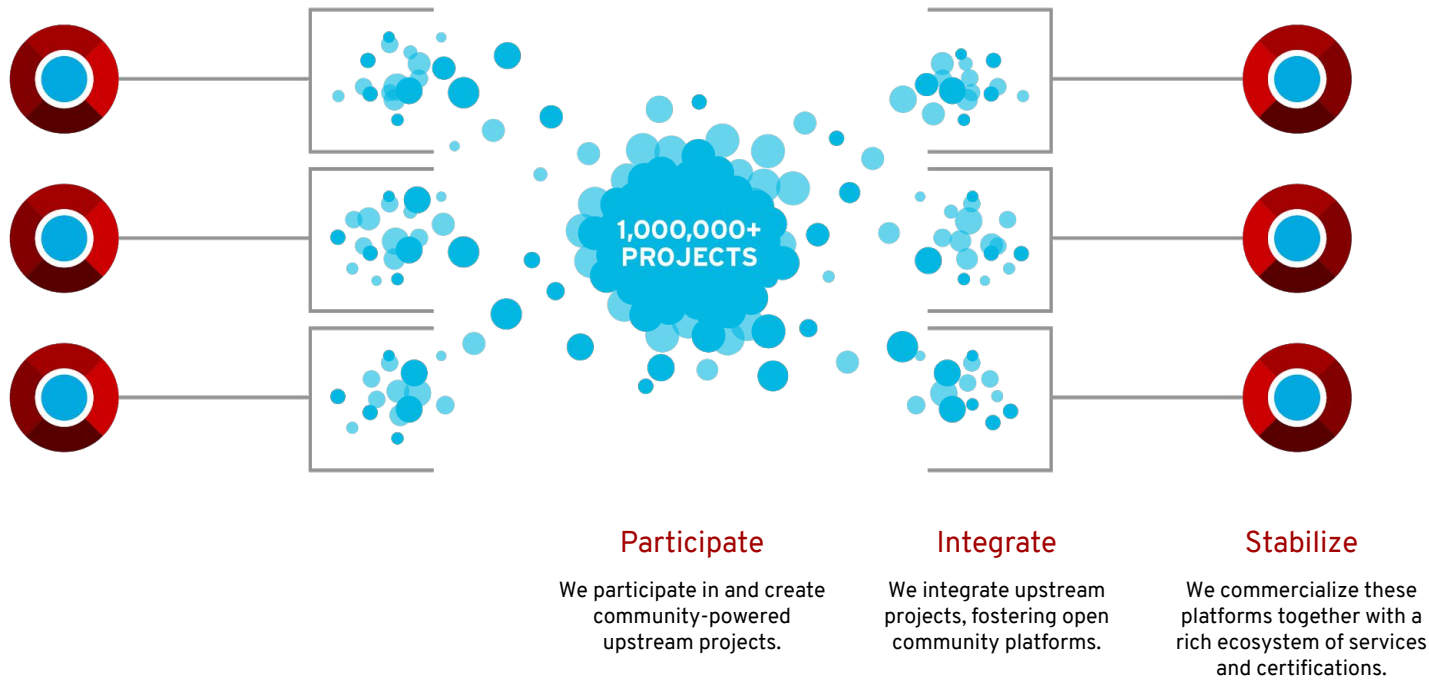 1,000,000+
PROJECTS
Participate
We participate in and create
community-powered
upstream projects.
Integrate
We integrate upstream
projects, fostering open
community platforms.
Stabilize
We commercialize these
platforms together with a
rich ecosystem of services
and certifications.